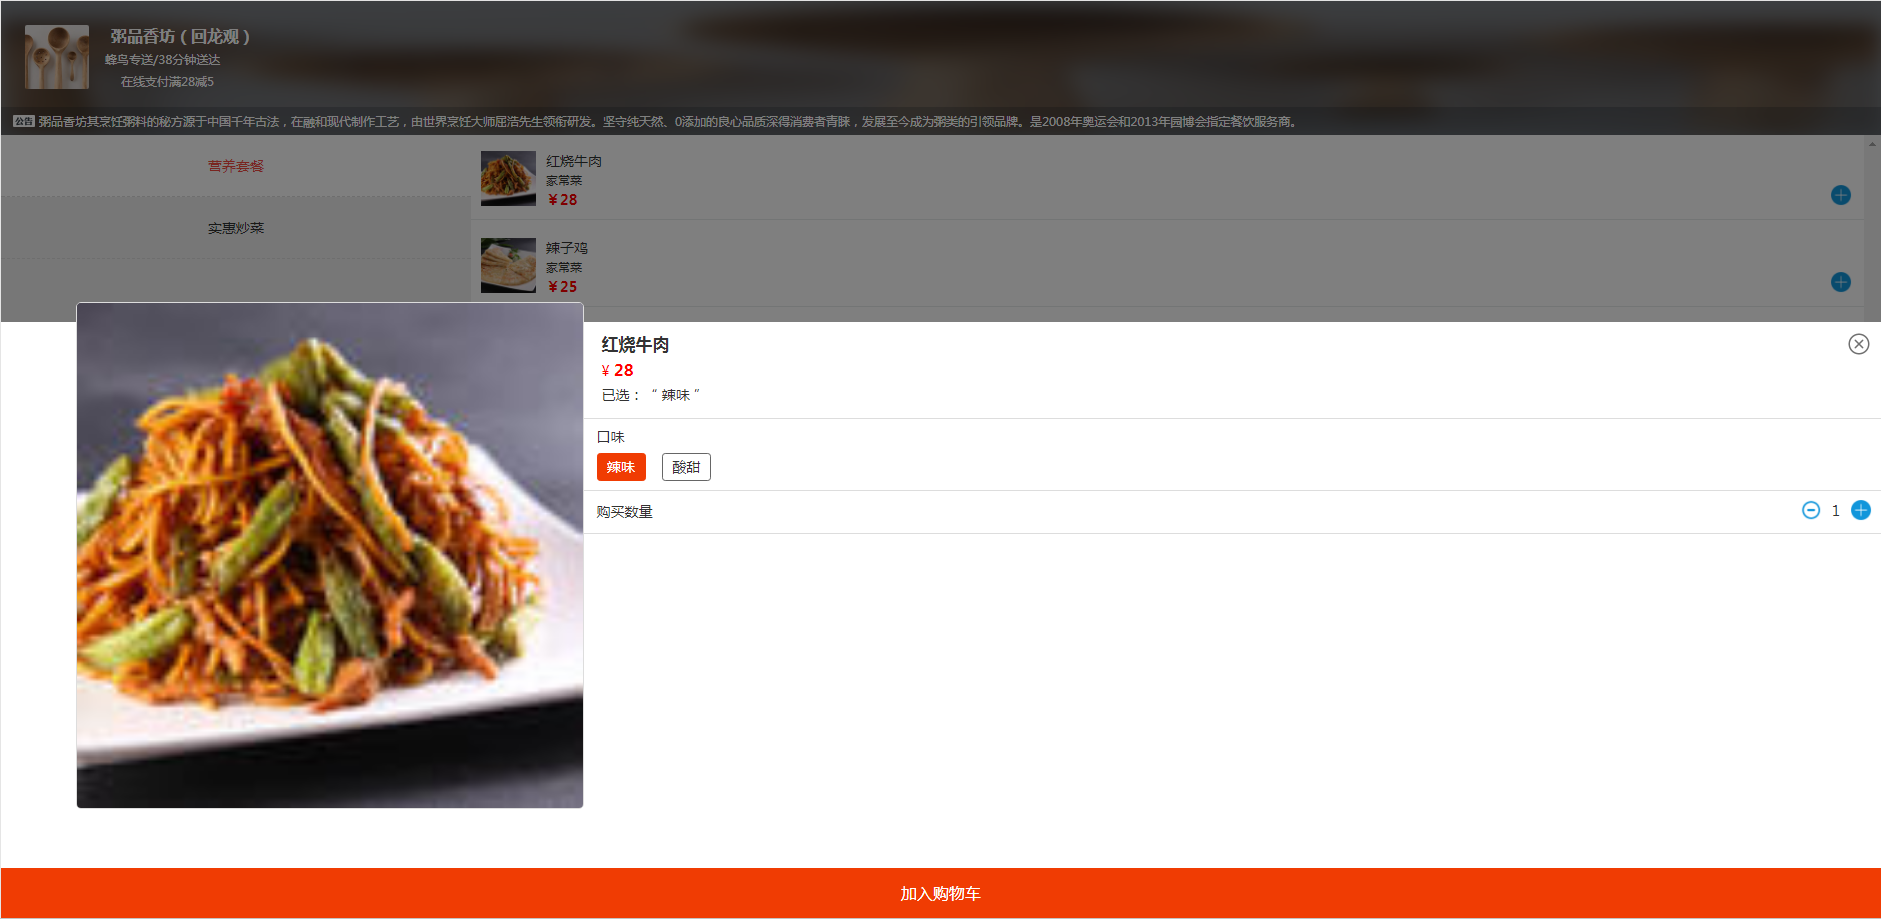 粥品香坊（回龙观）
蜂鸟专送/38分钟送达
在线支付满28减5
公告 粥品香坊其烹饪粥料的秘方源于中国千年古法，在融和现代制作工艺，由世界烹饪大师屈浩先生领衔研发。坚守纯天然、0添加的良心品质深得消费者青睐，发展至今成为粥类的引领品牌。是2008年奥运会和2013年园博会指定餐饮服务商。
营养套餐
实惠炒菜
红烧牛肉
家常菜
￥28
辣子鸡
家常菜
￥25
红烧牛肉
¥ 28
已选：“ 辣味 ”
口味
辣味 酸甜
购买数量 1
加入购物车